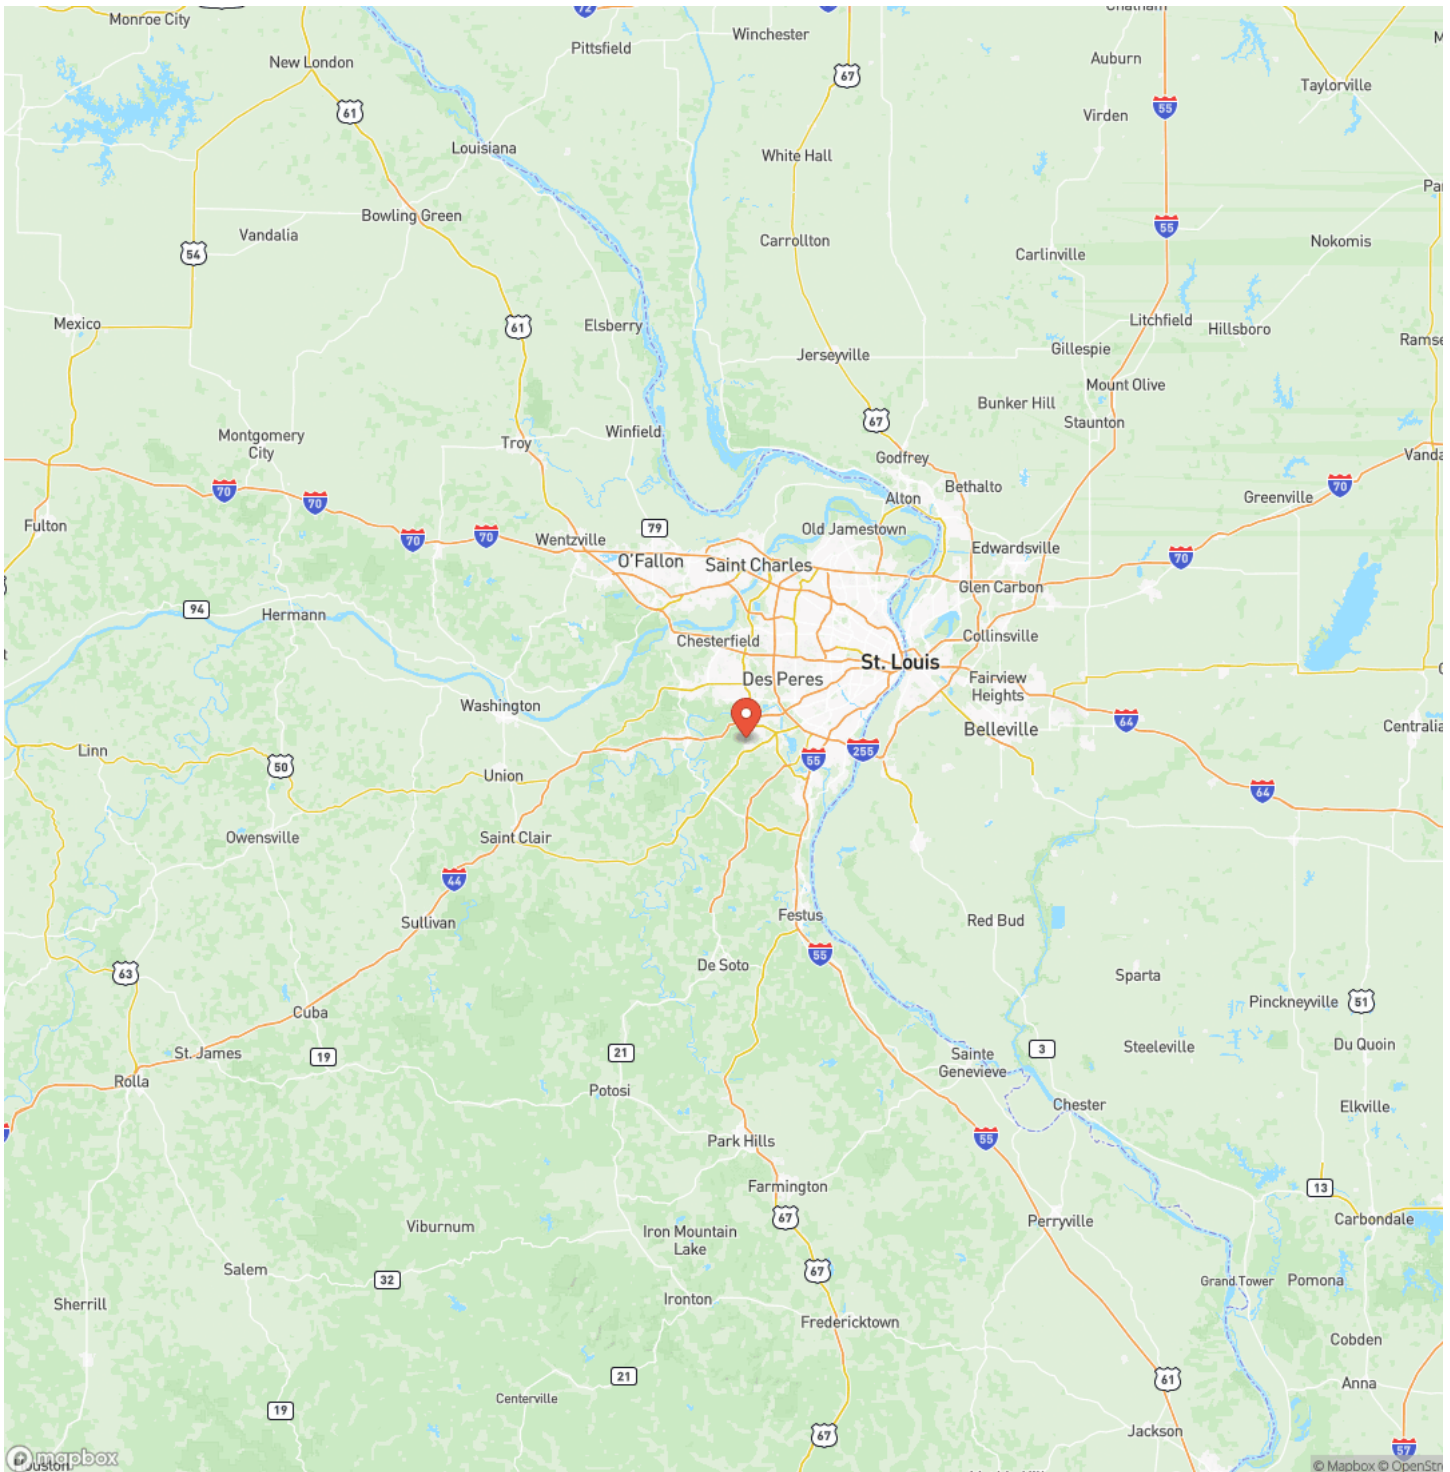 Monroe City
72
Chatham
Pittsfield
Winchester
67
New London
Auburn
Taylorville
61
55
Virden
Louisiana
White Hall
Bowling Green
Vandalia
55
54
Carrollton
Carlinville
Nokomis
Mexico
61
Elsberry
Litchfield
Hillsboro
Jerseyville
Gillespie
Mount Olive
Bunker Hill
Staunton
67
Montgomery
City
Troy
Winfield
Godfrey
70
70
Alton
Bethalto
70
Greenville
Fulton
70
70
79
Old Jamestown
Wentzville
Edwardsville
70
O'Fallon
Saint Charles
Glen Carbon
94
Hermann
Chesterfield
Collinsville
St. Louis
Des Peres
Fairview
Heights
Washington
64
Centralia
Belleville
Linn
255
50
55
Union
64
Owensville
Saint Clair
44
Sullivan
Festus
Red Bud
55
De Soto
63
Sparta
Pinckneyville
51
Cuba
St. James
19
21
Sainte
Genevieve
3
Steeleville
Du Quoin
Rolla
Potosi
Chester
Elkville
Park Hills
55
Farmington
13
67
Viburnum
Iron Mountain
Lake
Perryville
Carbondale
Salem
32
67
Grand Tower
Pomona
Sherrill
Ironton
Fredericktown
Cobden
21
Centerville
61
Anna
19
67
Jackson
57
mapbox
Houston
© Mapbox © OpenStr